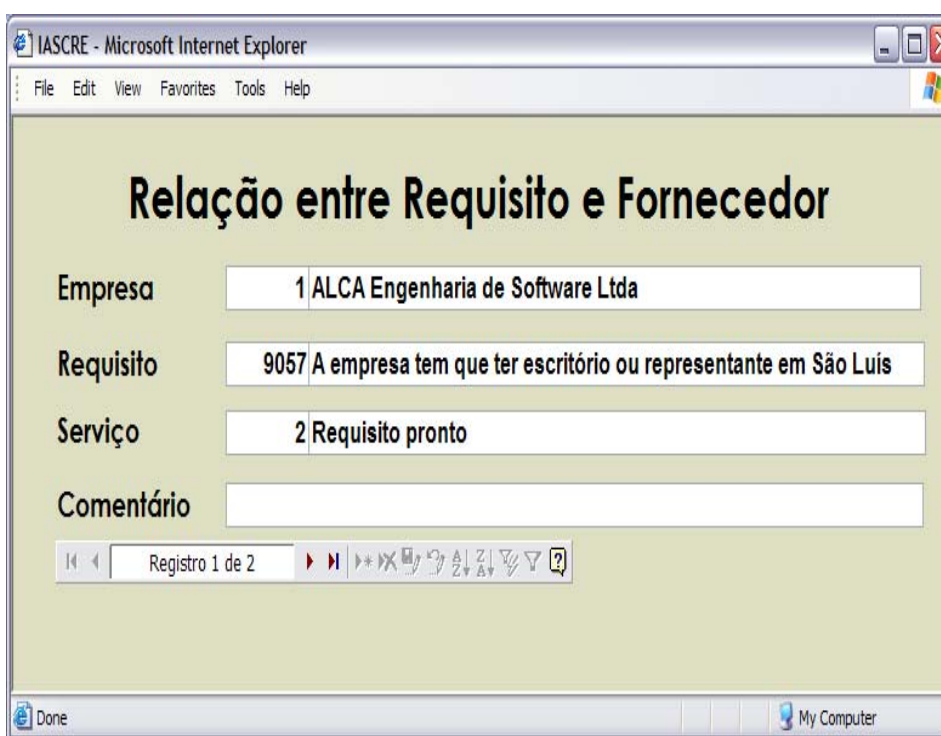 IASCRE - Microsoft Internet Explorer
File Edit View Favorites Tools Help
Relação entre Requisito e Fornecedor
Empresa 1 ALCA Engenharia de Software Ltda
Requisito 9057 A empresa tem que ter escritório ou representante em São Luís
Serviço 2 Requisito pronto
Comentário
Registro 1 de 2
Done My Computer